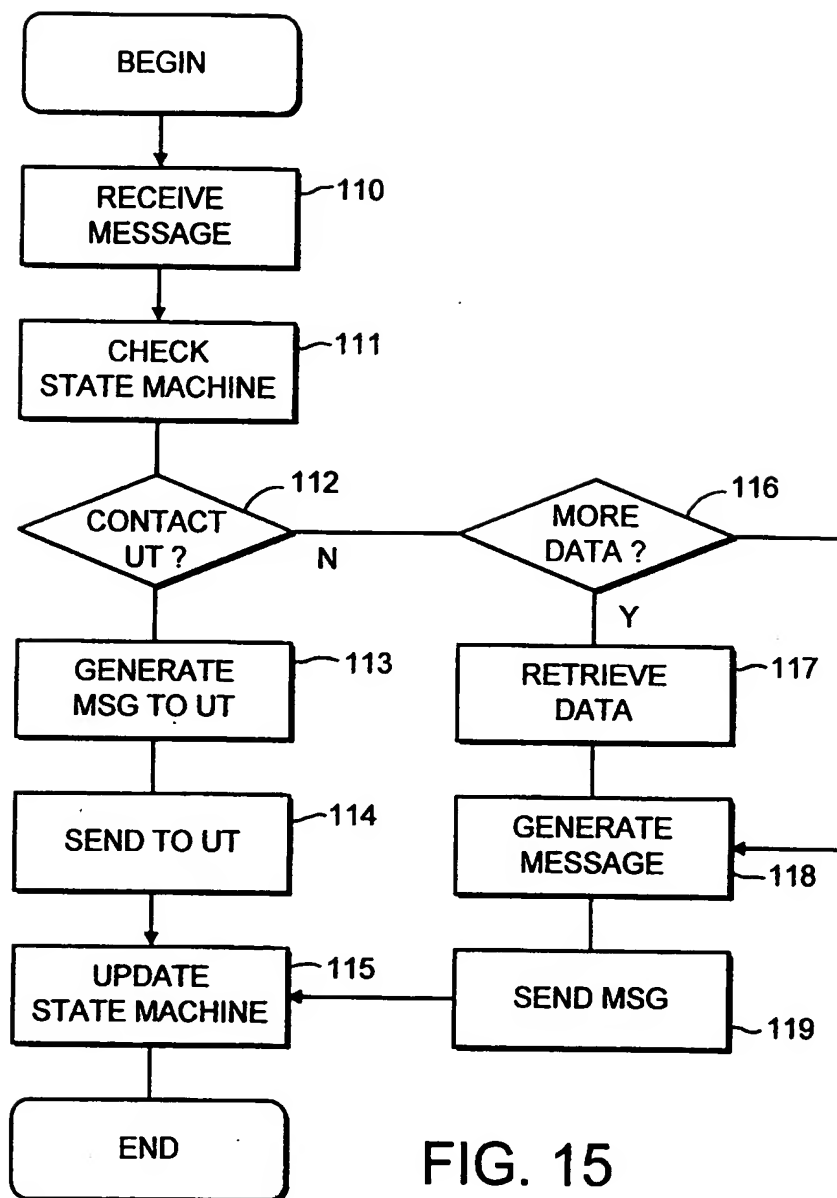 BEGIN
RECEIVE
MESSAGE
110
CHECK
STATE MACHINE
111
CONTACT
UT ?
112
N
MORE
DATA ?
116
Y
GENERATE
MSG TO UT
113
RETRIEVE
DATA
117
SEND TO UT
114
GENERATE
MESSAGE
118
UPDATE
STATE MACHINE
115
SEND MSG
119
END
FIG. 15